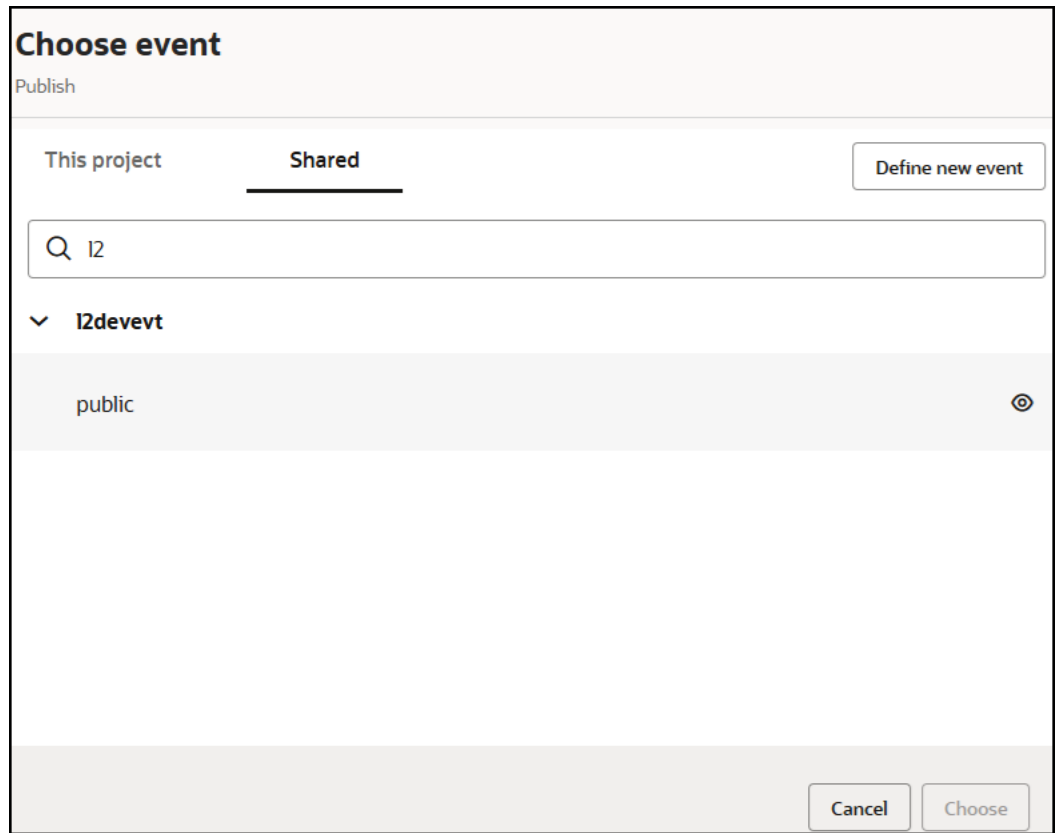 Choose event
Publish
This project Shared Define new event
l2
l2devevt
public
Cancel Choose